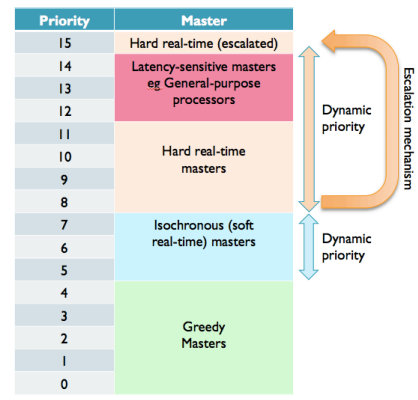 Priority Master
15 Hard real-time (escalated)
14 Latency-sensitive masters
13 eg General-purpose
12 processors
11
10 Hard real-time
9 masters
8
7 Isochronous (soft
6 real-time) masters
5
4
3
2 Greedy
1 Masters
0
Dynamic
priority
Dynamic
priority
Escalation mechanism